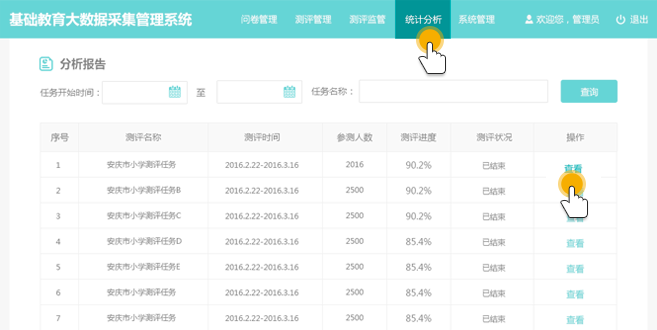 基础教育大数据采集管理系统 问卷管理 测评管理 测评监管 统计分析 系统管理 欢迎您，管理员 退出
分析报告
任务开始时间： 至 任务名称： 查询
序号 测评名称 测评时间 参测人数 测评进度 测评状况 操作
1 安庆市小学测评任务 2016.2.22-2016.3.16 2016 90.2% 已结束 查看
2 安庆市小学测评任务B 2016.2.22-2016.3.16 2500 90.2% 已结束
3 安庆市小学测评任务C 2016.2.22-2016.3.16 2500 90.2% 已结束
4 安庆市小学测评任务D 2016.2.22-2016.3.16 2500 85.4% 已结束 查看
5 安庆市小学测评任务E 2016.2.22-2016.3.16 2500 85.4% 已结束 查看
6 安庆市小学测评任务 2016.2.22-2016.3.16 2500 85.4% 已结束 查看
7 安庆市小学测评任务 2016.2.22-2016.3.16 2500 85.4% 已结束 查看